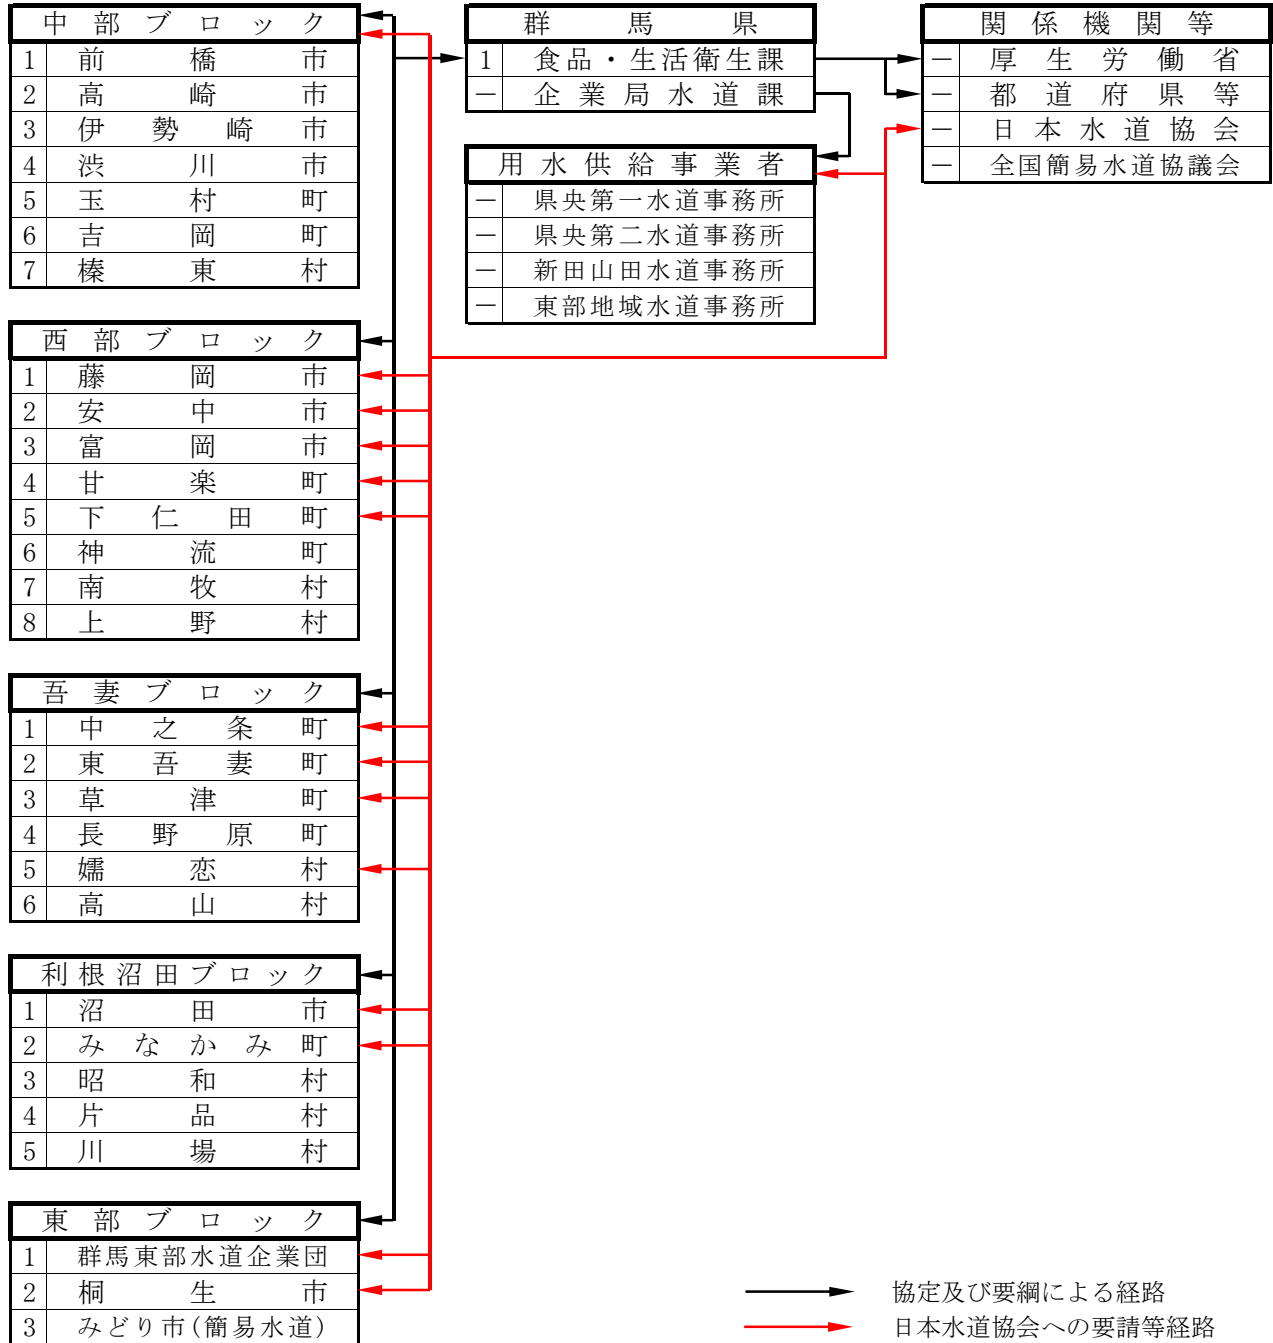 中部ブロック
1 前橋市
2 高崎市
3 伊勢崎市
4 渋川市
5 玉村町
6 吉岡町
7 榛東村
西部ブロック
1 藤岡市
2 安中市
3 富岡市
4 甘楽町
5 下仁田町
6 神流町
7 南牧村
8 上野村
吾妻ブロック
1 中之条町
2 東吾妻町
3 草津町
4 長野原町
5 嬬恋村
6 高山村
利根沼田ブロック
1 沼田市
2 みなかみ町
3 昭和村
4 片品村
5 川場村
東部ブロック
1 群馬東部水道企業団
2 桐生市
3 みどり市(簡易水道)
群馬県
1 食品・生活衛生課
－ 企業局水道課
用水供給事業者
－ 県央第一水道事務所
－ 県央第二水道事務所
－ 新田山田水道事務所
－ 東部地域水道事務所
関係機関等
－ 厚生労働省
－ 都道府県等
－ 日本水道協会
－ 全国簡易水道協議会
協定及び要綱による経路
日本水道協会への要請等経路